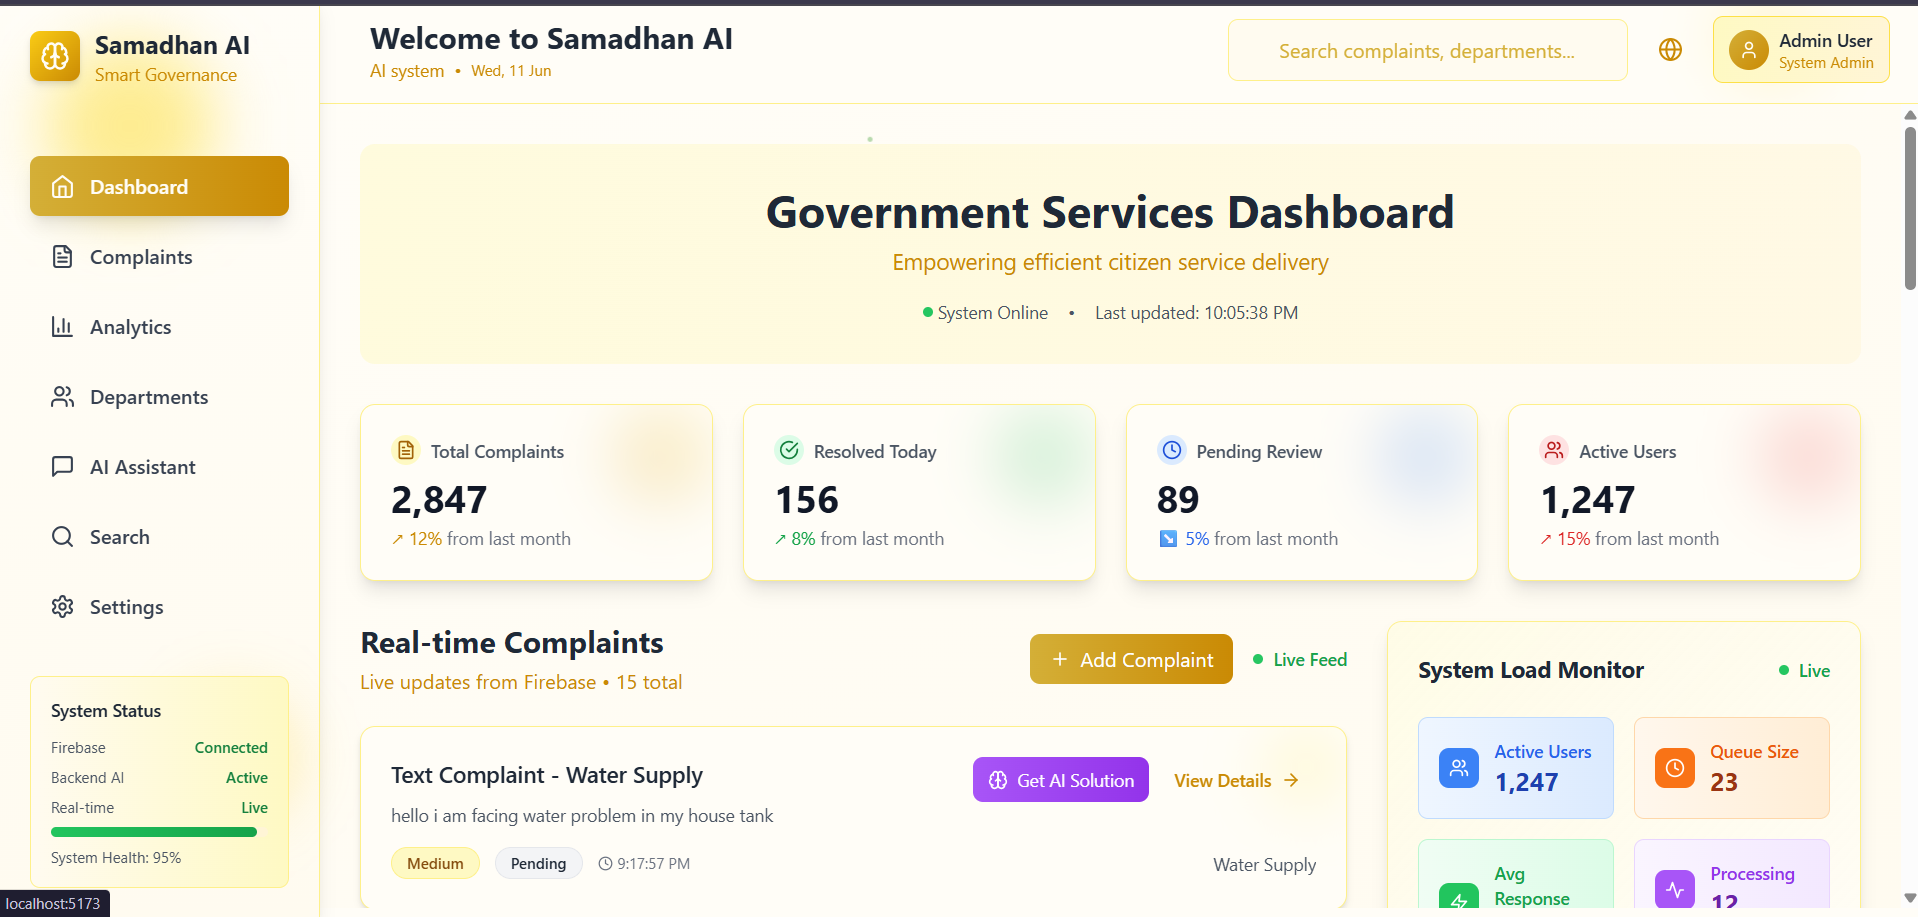 Samadhan AI
Smart Governance
Dashboard
Complaints
Analytics
Departments
AI Assistant
Search
Settings
System Status
Firebase Connected
Backend AI Active
Real-time Live
System Health: 95%
localhost:5173
Welcome to Samadhan AI
AI system • Wed, 11 Jun
Search complaints, departments...
Admin User
System Admin
Government Services Dashboard
Empowering efficient citizen service delivery
System Online • Last updated: 10:05:38 PM
Total Complaints
2,847
↗ 12% from last month
Resolved Today
156
↗ 8% from last month
Pending Review
89
↘ 5% from last month
Active Users
1,247
↗ 15% from last month
Real-time Complaints
Live updates from Firebase • 15 total
+ Add Complaint
Live Feed
Text Complaint - Water Supply
Get AI Solution
View Details →
hello i am facing water problem in my house tank
Medium Pending 9:17:57 PM
Water Supply
System Load Monitor
Live
Active Users
1,247
Queue Size
23
Avg
Response
Processing
12